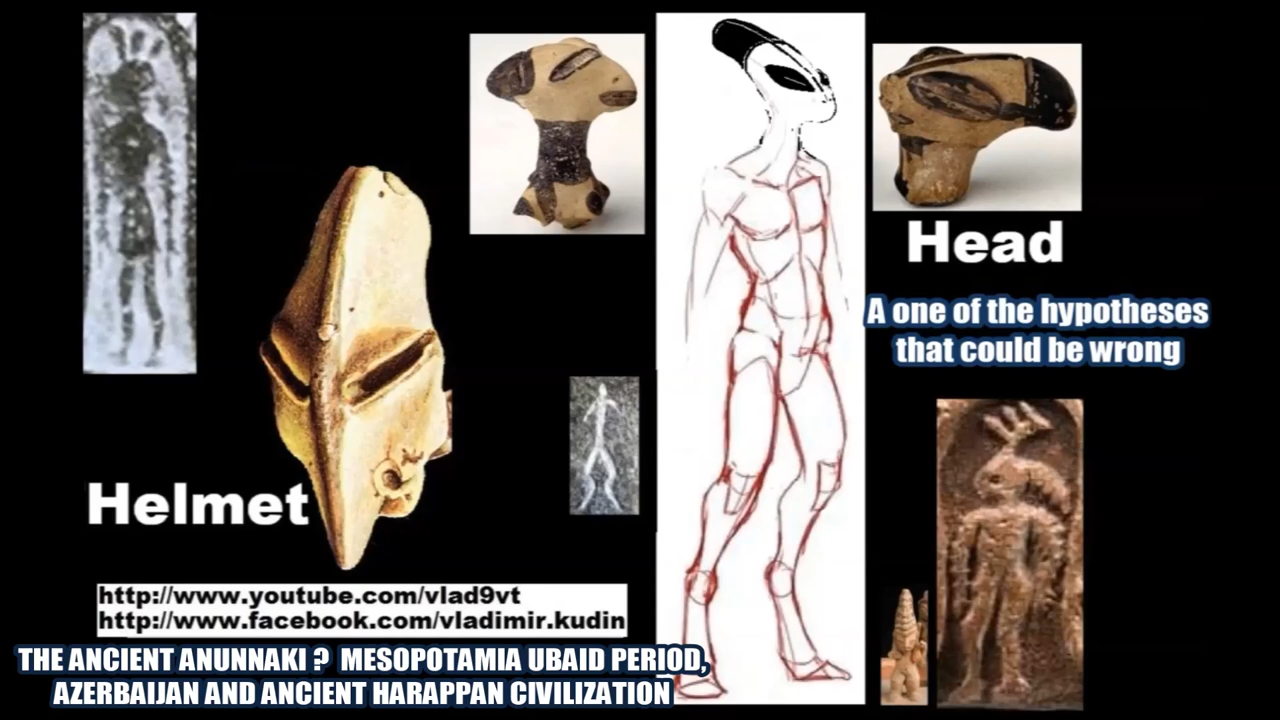 Head
A one of the hypotheses
that could be wrong
Helmet
http://www.youtube.com/vlad9vt
http://www.facebook.com/vladimir.kudin
THE ANCIENT ANUNNAKI ? MESOPOTAMIA UBAID PERIOD,
AZERBAIJAN AND ANCIENT HARAPPAN CIVILIZATION